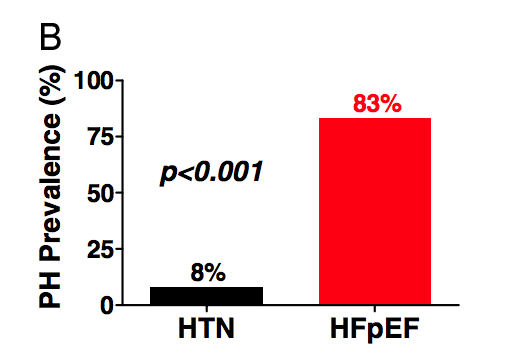 B
PH Prevalence (%)
100
75
50
25
0
p<0.001
8%
83%
HTN
HFpEF